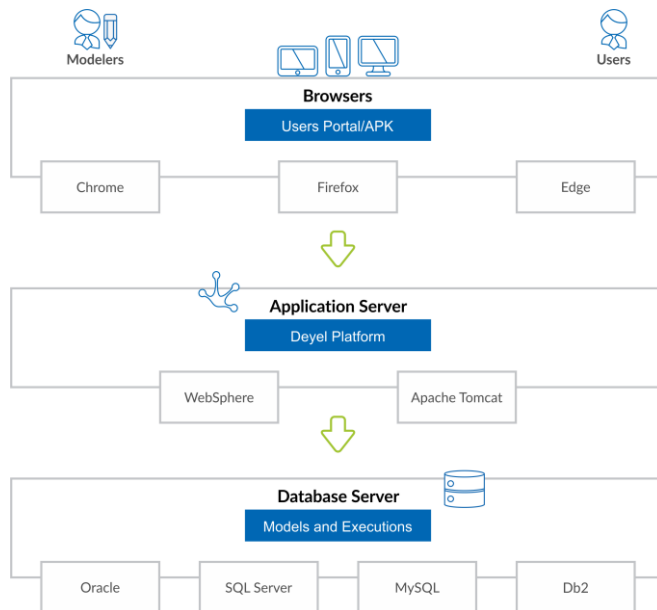 Modelers
Users
Browsers
Users Portal/APK
Chrome
Firefox
Edge
Application Server
Deyel Platform
WebSphere
Apache Tomcat
Database Server
Models and Executions
Oracle
SQL Server
MySQL
Db2